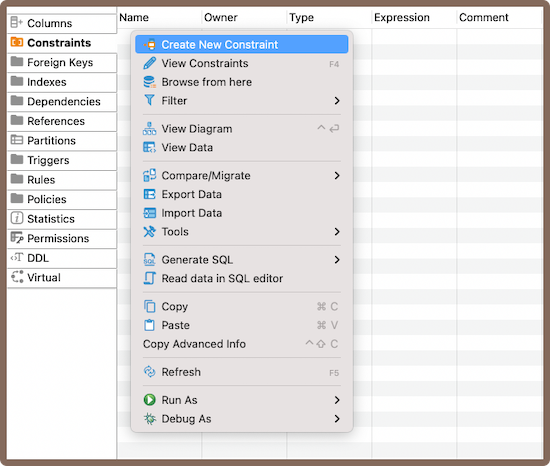 Name Owner Type Expression Comment
Columns
Constraints
Foreign Keys
Indexes
Dependencies
References
Partitions
Triggers
Rules
Policies
Statistics
Permissions
DDL
Virtual
Create New Constraint
View Constraints F4
Browse from here
Filter
View Diagram ^ ↩
View Data
Compare/Migrate
Export Data
Import Data
Tools
Generate SQL
Read data in SQL editor
Copy ⌘ C
Paste ⌘ V
Copy Advanced Info ^ ⇧ C
Refresh F5
Run As
Debug As